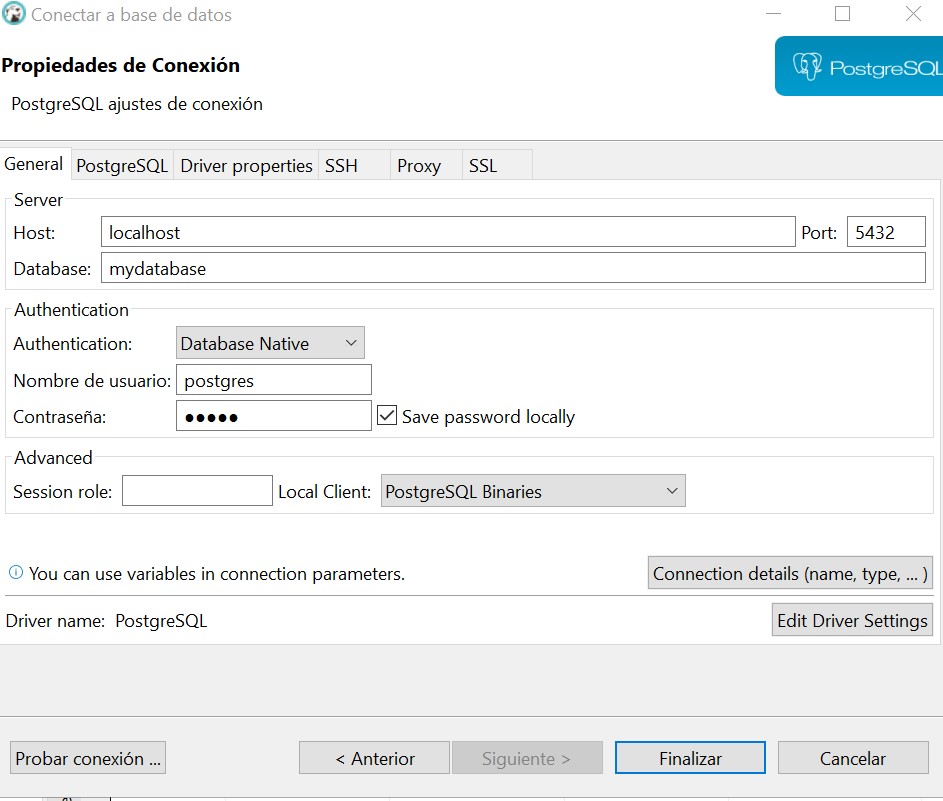 Conectar a base de datos
Propiedades de Conexión
PostgreSQL
PostgreSQL ajustes de conexión
General PostgreSQL Driver properties SSH Proxy SSL
Server
Host: localhost Port: 5432
Database: mydatabase
Authentication
Authentication: Database Native
Nombre de usuario: postgres
Contraseña: ●●●●● Save password locally
Advanced
Session role: Local Client: PostgreSQL Binaries
You can use variables in connection parameters. Connection details (name, type, ... )
Driver name: PostgreSQL Edit Driver Settings
Probar conexión ... < Anterior Siguiente > Finalizar Cancelar